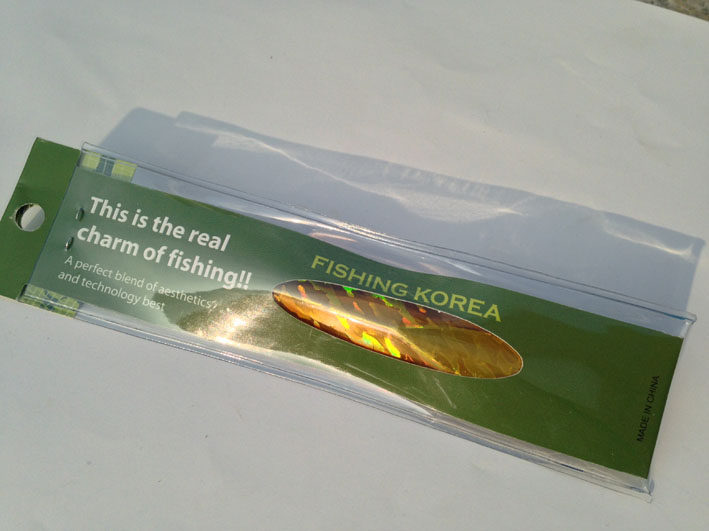 This is the real
charm of fishing!!
A perfect blend of aesthetics?
and technology best
FISHING KOREA
MADE IN CHINA